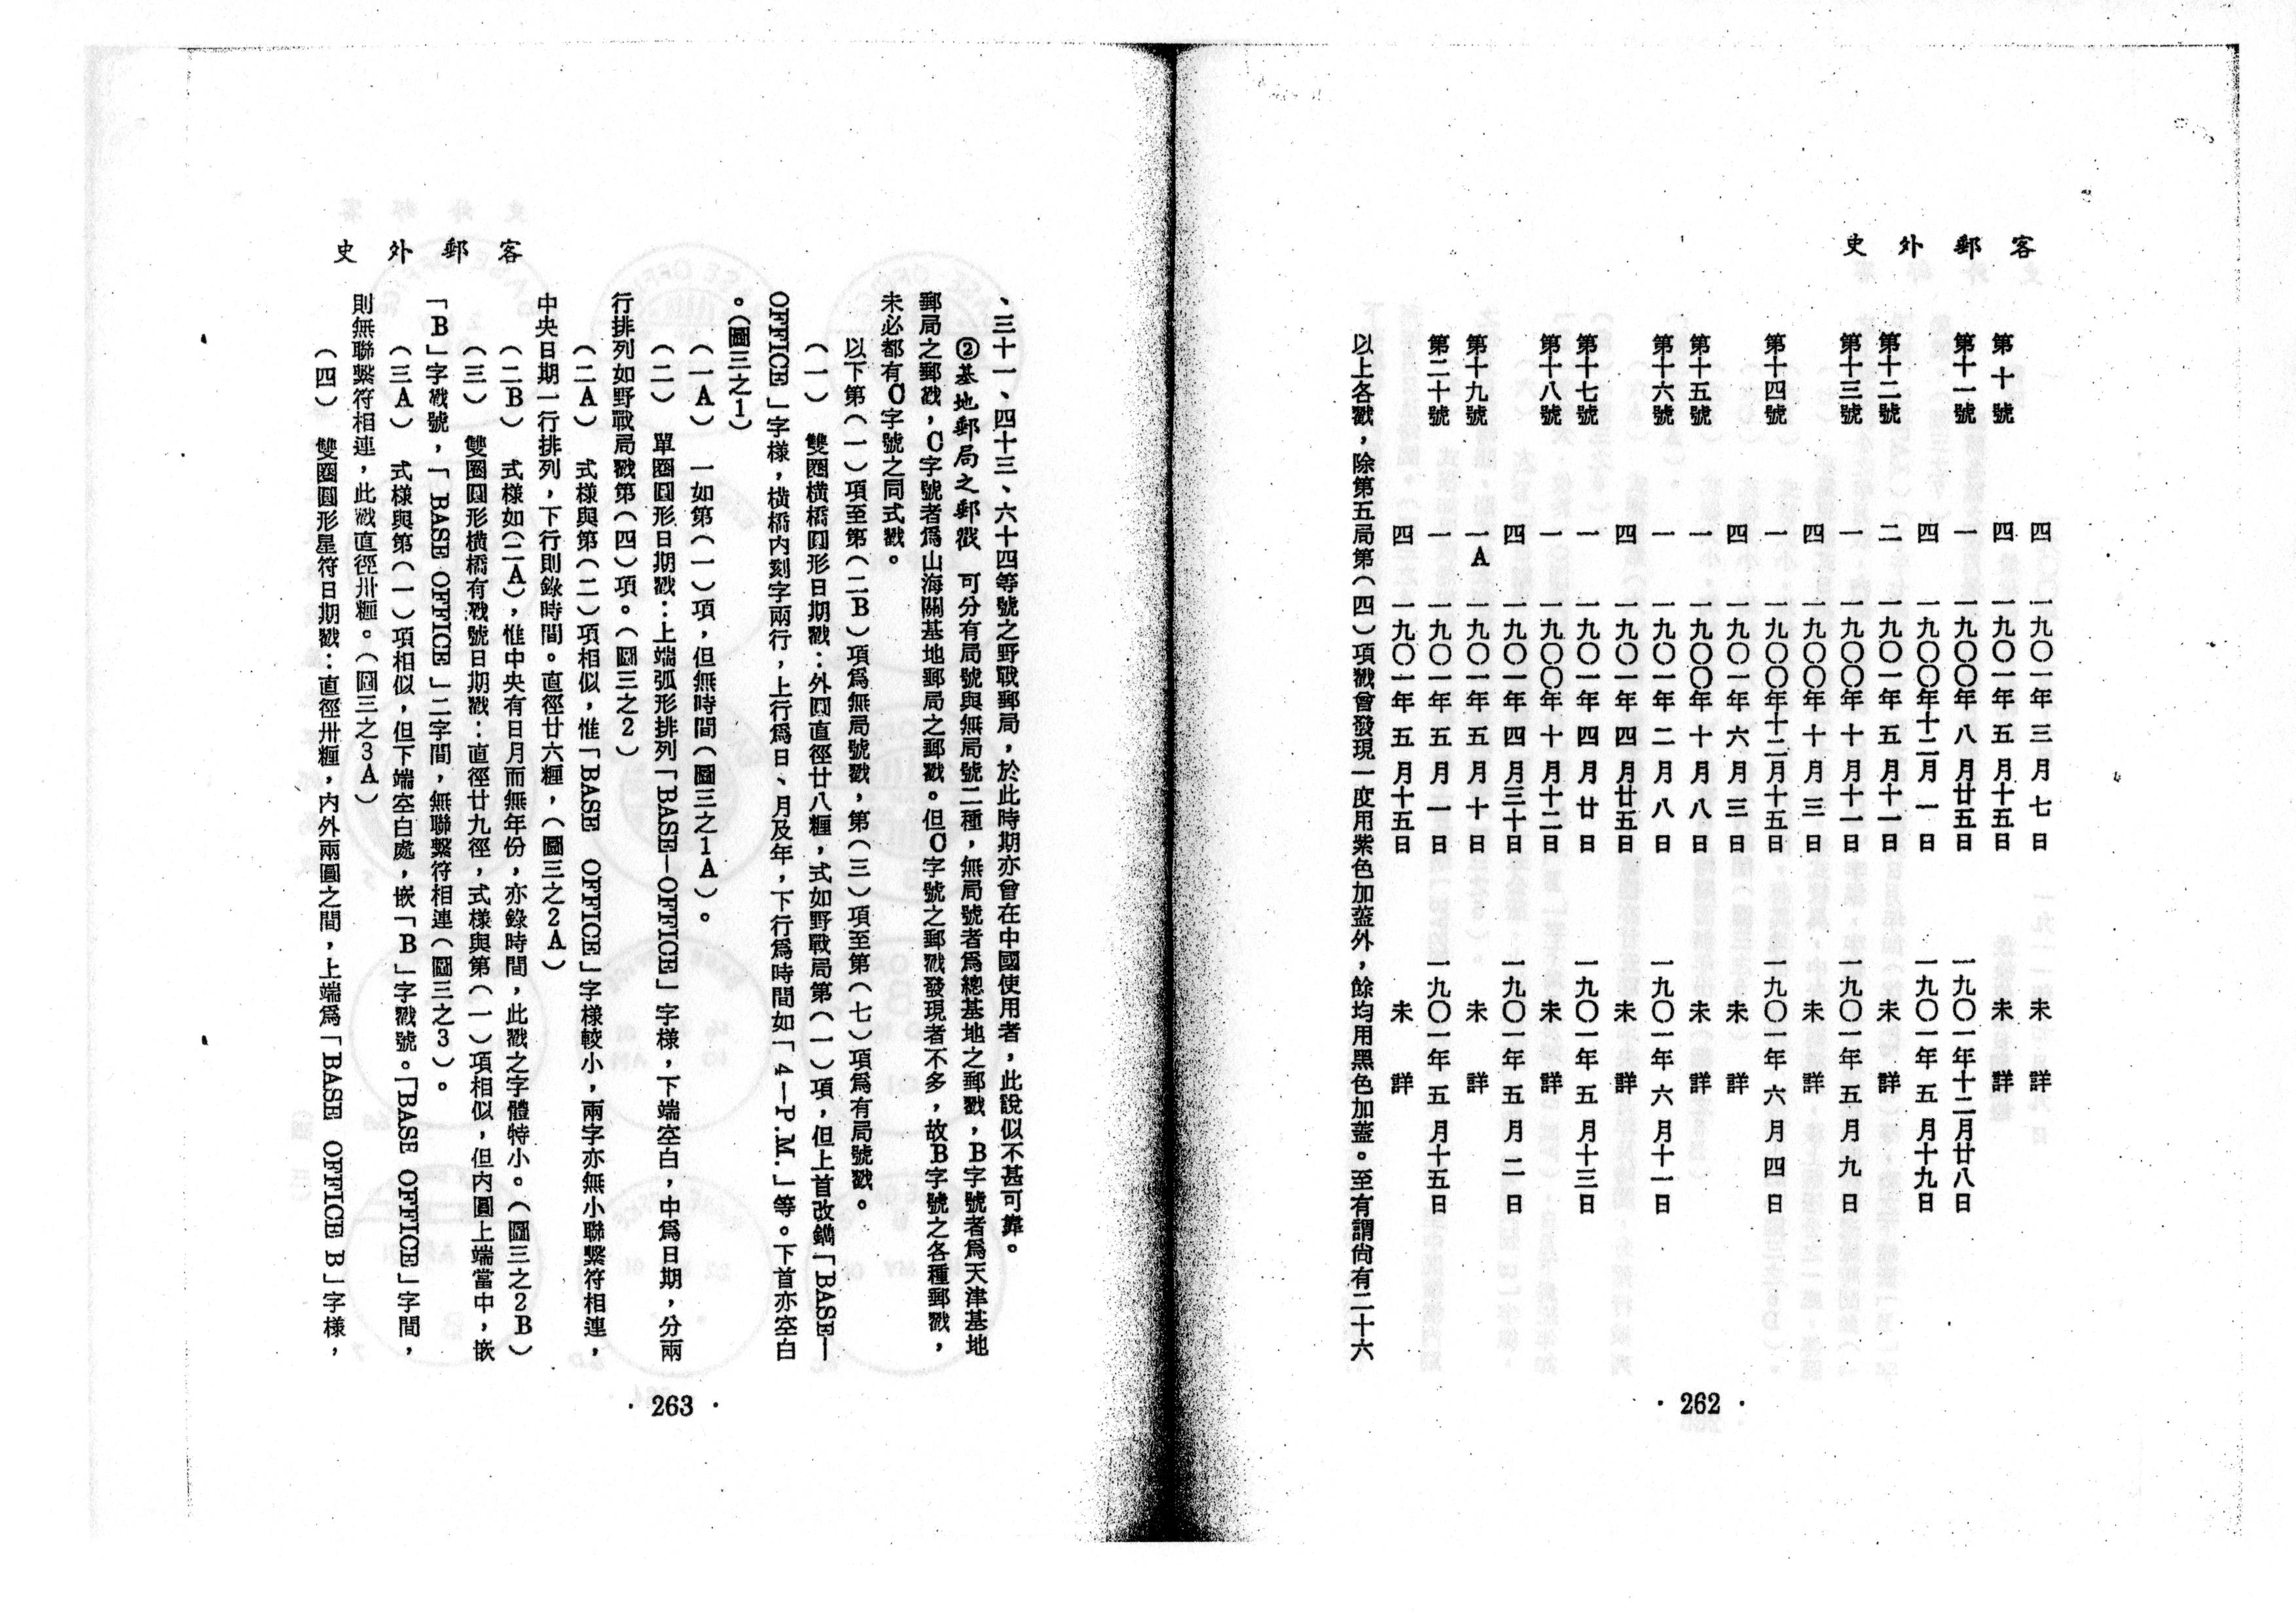 客郵外史
四 一九〇一年三月七日 未詳
第十號 四 一九〇一年五月十五日 未詳
第十一號 一 一九〇〇年八月廿五日 一九〇一年十二月廿八日
四 一九〇〇年十二月一日 一九〇一年五月十九日
第十二號 二 一九〇一年五月十一日 未詳
第十三號 一 一九〇〇年十月十一日 一九〇一年五月九日
四 一九〇一年十月三日 未詳
第十四號 一 一九〇〇年十二月十五日 一九〇一年六月四日
四 一九〇一年六月三日 未詳
第十五號 一 一九〇〇年十月八日 未詳
第十六號 一 一九〇一年二月八日 一九〇一年六月十一日
四 一九〇一年四月廿五日 未詳
第十七號 一 一九〇一年四月廿日 一九〇一年五月十三日
第十八號 一 一九〇〇年十月十二日 未詳
四 一九〇一年四月三十日 一九〇一年五月二日
第十九號 一A 一九〇一年五月十日 未詳
第二十號 一 一九〇一年五月一日 一九〇一年五月十五日
四 一九〇一年五月十五日 未詳
以上各戳，除第五局第（四）項戳曾發現一度用紫色加蓋外，餘均用黑色加蓋。至有謂尚有二十六
· 262 ·
客郵外史
、三十一、四十三、六十四等號之野戰郵局，於此時期亦曾在中國使用者，此說似不甚可靠。
②基地郵局之郵戳 可分有局號與無局號二種，無局號者爲總基地之郵戳，B字號者爲天津基地
郵局之郵戳，C字號者爲山海關基地郵局之郵戳。但C字號之郵戳發現者不多，故B字號之各種郵戳，
未必都有C字號之同式戳。
以下第（一）項至第（二B）項爲無局號戳，第（三）項至第（七）項爲有局號戳。
（一） 雙圈橫橋圓形日期戳：外圓直徑廿八糎，式如野戰局第（一）項，但上首改鐫「BASE—
OFFICE」字樣，橫橋内刻字兩行，上行爲日、月及年，下行爲時間如「4—P.M.」等。下首亦空白
。（圖三之1）
（一A） 一如第（一）項，但無時間（圖三之1A）。
（二） 單圈圓形日期戳：上端弧形排列「BASE—OFFICE」字樣，下端空白，中爲日期，分兩
行排列如野戰局戳第（四）項。（圖三之2）
（二A） 式樣與第（二）項相似，惟「BASE OFFICE」字樣較小，兩字亦無小聯繫符相連，
中央日期一行排列，下行則錄時間。直徑廿六糎，（圖三之2A）
（二B） 式樣如（二A），惟中央有日月而無年份，亦錄時間，此戳之字體特小。（圖三之2B）
（三） 雙圈圓形橫橋有戳號日期戳：直徑廿九徑，式樣與第（一）項相似，但内圓上端當中，嵌
「B」字戳號，「BASE OFFICE」二字間，無聯繫符相連（圖三之3）。
（三A） 式樣與第（一）項相似，但下端空白處，嵌「B」字戳號。「BASE OFFICE」字間，
則無聯繫符相連，此戳直徑卅糎。（圖三之3A）
（四） 雙圈圓形星符日期戳：直徑卅糎，内外兩圓之間，上端爲「BASE OFFICE B」字樣，
· 263 ·